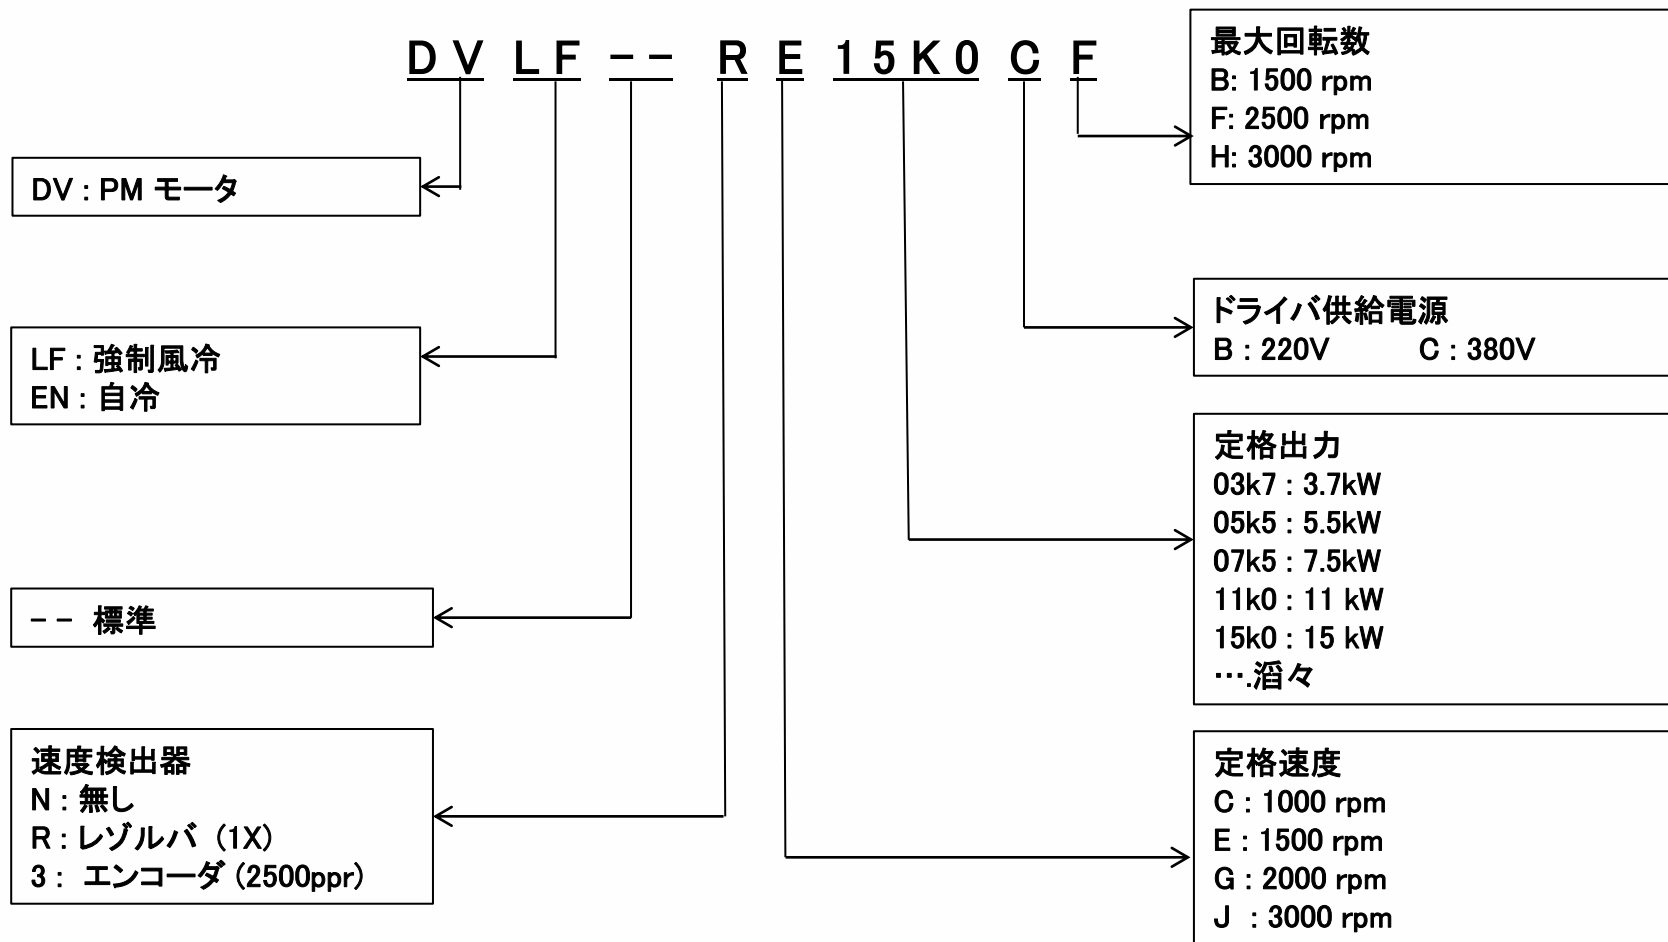 DV LF -- R E 15K0 C F
最大回転数
B: 1500 rpm
F: 2500 rpm
H: 3000 rpm
DV : PM モータ
ドライバ供給電源
B : 220V C : 380V
LF : 強制風冷
EN : 自冷
定格出力
03k7 : 3.7kW
05k5 : 5.5kW
07k5 : 7.5kW
11k0 : 11 kW
15k0 : 15 kW
….滔々
-- 標準
速度検出器
N : 無し
R : レゾルバ (1X)
3 : エンコーダ (2500ppr)
定格速度
C : 1000 rpm
E : 1500 rpm
G : 2000 rpm
J : 3000 rpm